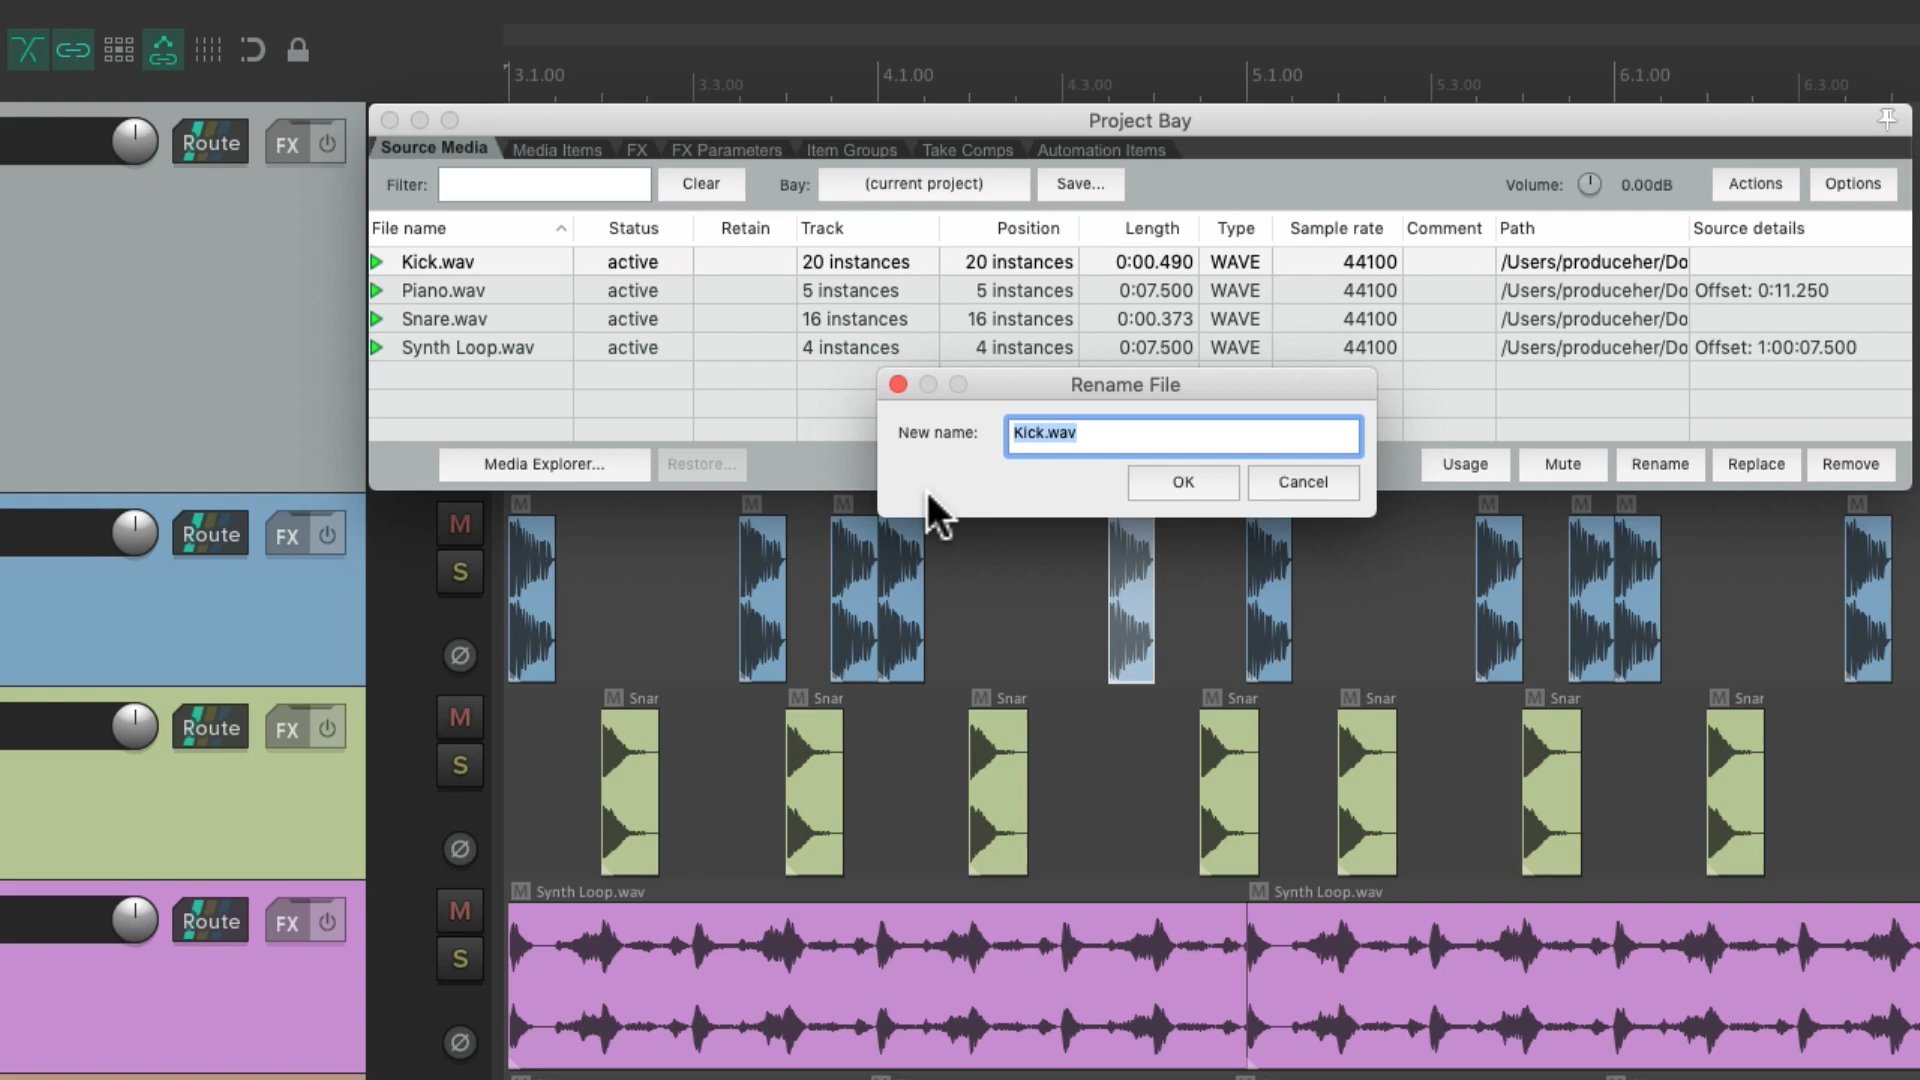 3.1.00 4.1.00 5.1.00 6.1.00
3.3.00 4.3.00 5.3.00 6.3.00
Project Bay
Route FX
Source Media Media Items FX FX Parameters Item Groups Take Comps Automation Items
Filter: Clear Bay: (current project) Save... Volume: 0.00dB Actions Options
File name Status Retain Track Position Length Type Sample rate Comment Path Source details
Kick.wav active 20 instances 20 instances 0:00.490 WAVE 44100 /Users/produceher/Do
Piano.wav active 5 instances 5 instances 0:07.500 WAVE 44100 /Users/produceher/Do Offset: 0:11.250
Snare.wav active 16 instances 16 instances 0:00.373 WAVE 44100 /Users/produceher/Do
Synth Loop.wav active 4 instances 4 instances 0:07.500 WAVE 44100 /Users/produceher/Do Offset: 1:00:07.500
Rename File
New name: Kick.wav
OK Cancel
Media Explorer... Restore... Usage Mute Rename Replace Remove
M M M M M M M
Route FX M
S
Ø
M Snar M Snar M Snar M Snar M Snar M Snar M Snar
Route FX M
S
Ø
M Synth Loop.wav M Synth Loop.wav
Route FX M
S
Ø